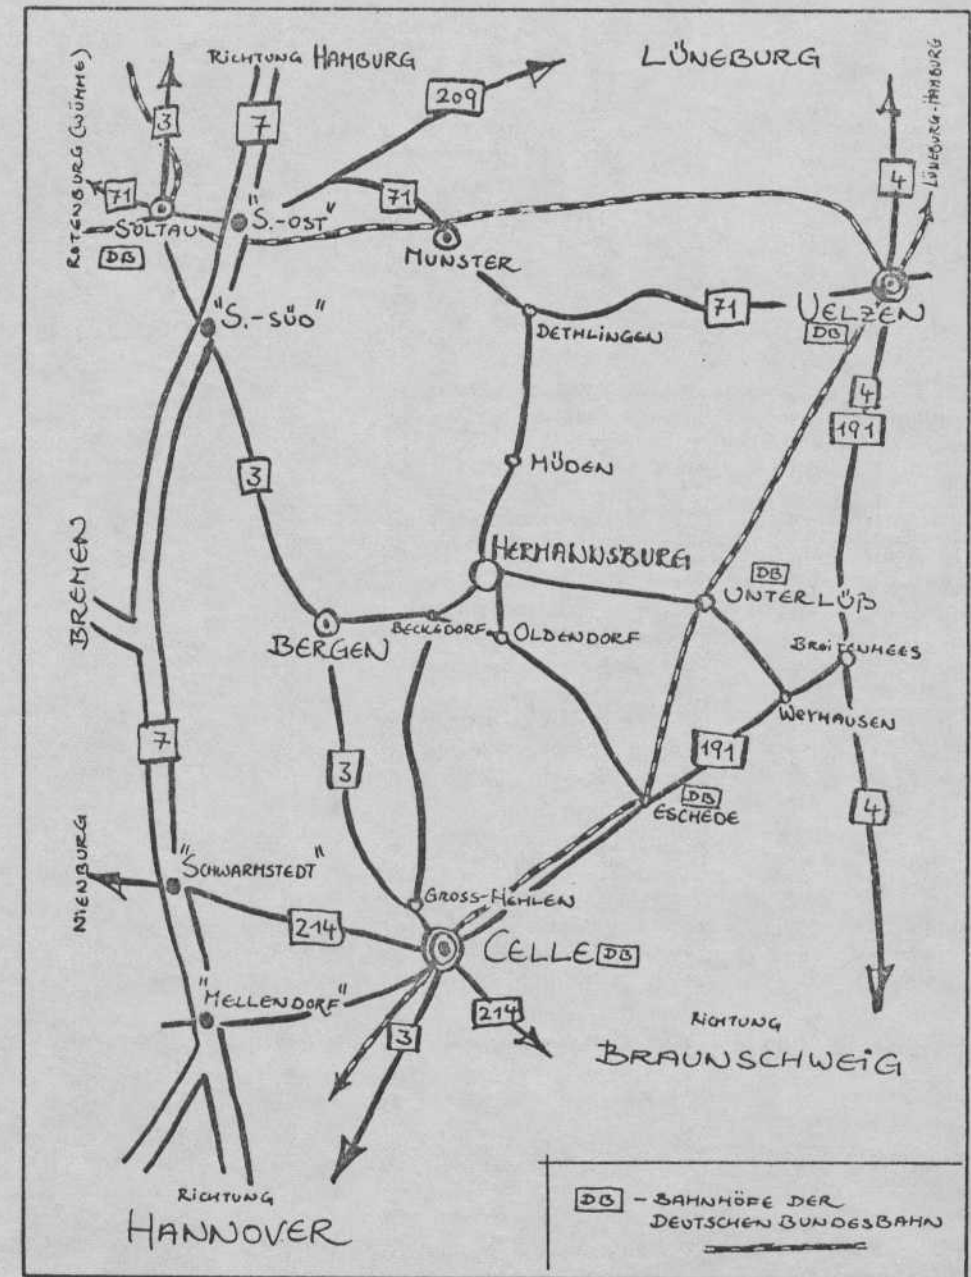 RICHTUNG HAMBURG
LÜNEBURG
LÜNEBURG-HAMBURG
ROTENBURG (WÜMME)
3
7
209
4
71
71
SOLTAU
DB
"S.-OST"
MUNSTER
"S.-SÜD"
DETHLINGEN
71
UELZEN
DB
4
191
3
MÜDEN
BREMEN
HERMANNSBURG
DB
UNTERLÜß
BERGEN
BECKEDORF
OLDENDORF
BREITENHEES
WEYHAUSEN
7
3
191
DB
ESCHEDE
4
NIENBURG
"SCHWARMSTEDT"
214
GROSS-HEHLEN
CELLE DB
"MELLENDORF"
3
214
RICHTUNG
BRAUNSCHWEIG
RICHTUNG
HANNOVER
DB - BAHNHÖFE DER
DEUTSCHEN BUNDESBAHN